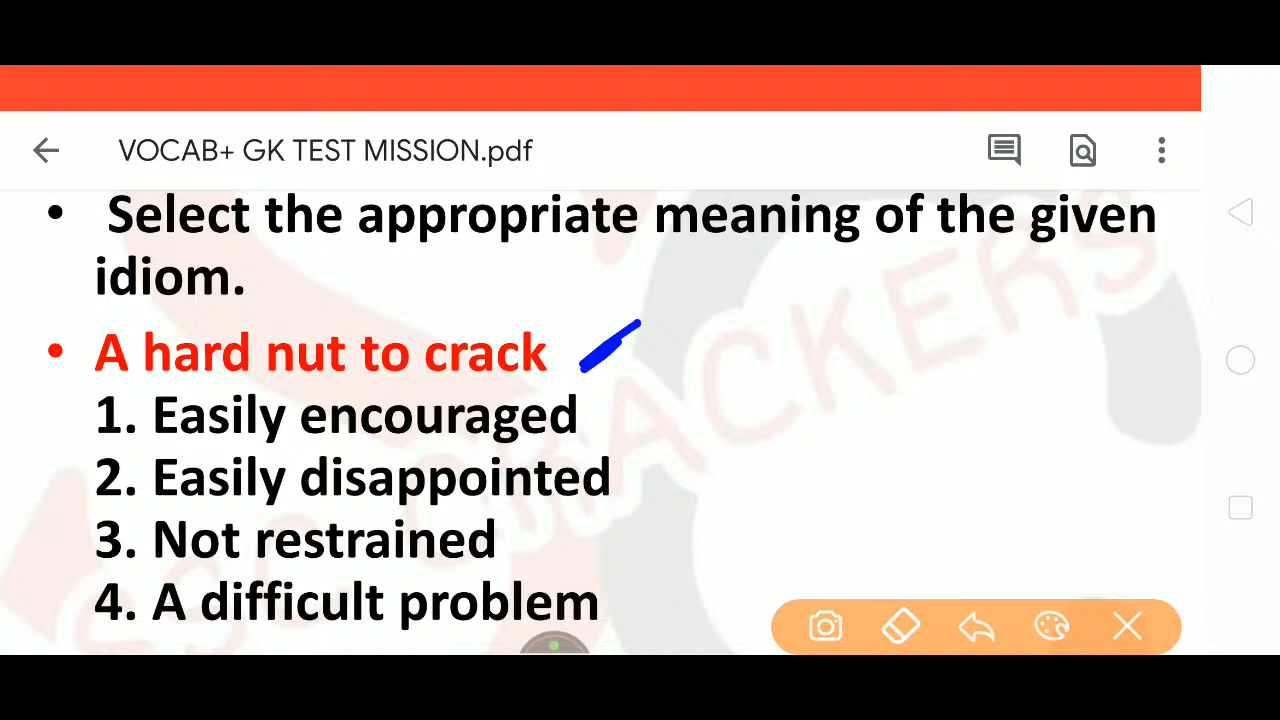 VOCAB+ GK TEST MISSION.pdf
• Select the appropriate meaning of the given
idiom.
• A hard nut to crack
1. Easily encouraged
2. Easily disappointed
3. Not restrained
4. A difficult problem